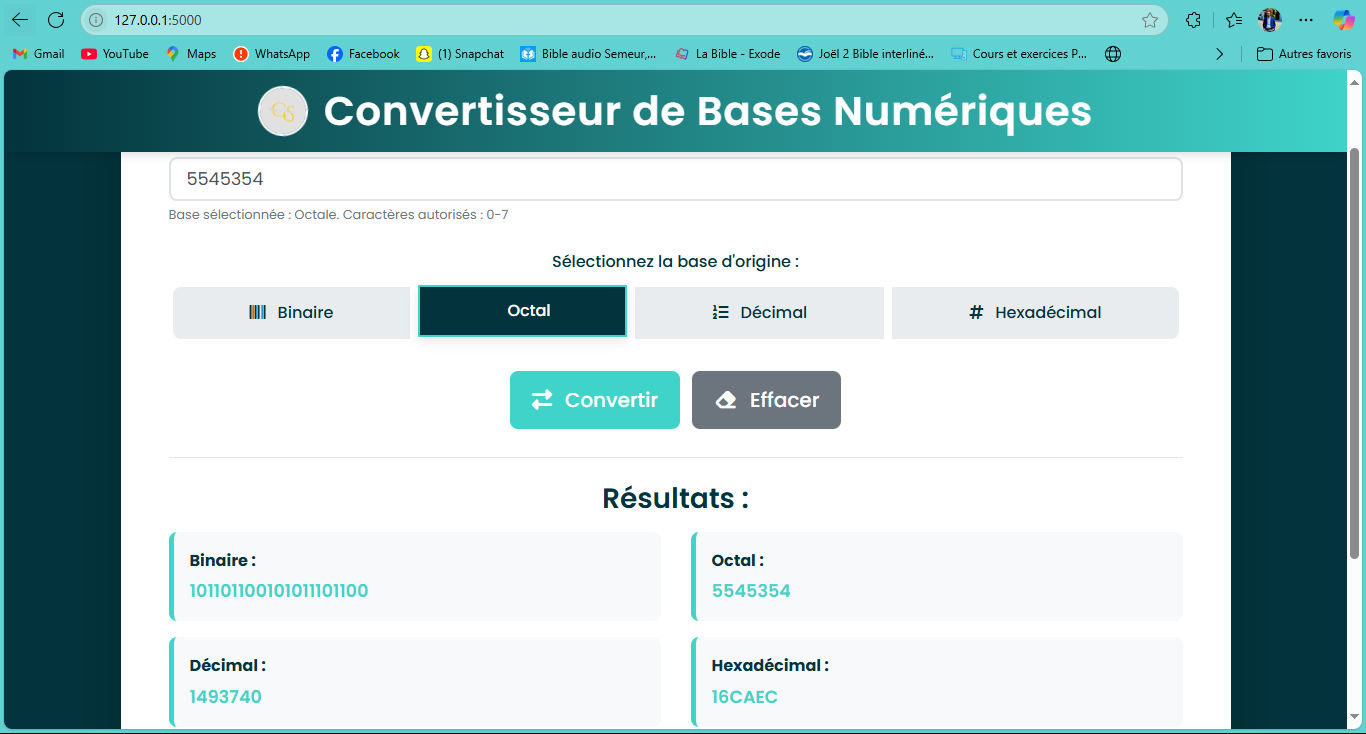 127.0.0.1:5000
Gmail YouTube Maps WhatsApp Facebook (1) Snapchat Bible audio Semeur,... La Bible - Exode Joël 2 Bible interliné... Cours et exercices P... Autres favoris
GS Convertisseur de Bases Numériques
5545354
Base sélectionnée : Octale. Caractères autorisés : 0-7
Sélectionnez la base d'origine :
Binaire Octal Décimal Hexadécimal
Convertir Effacer
Résultats :
Binaire : Octal :
101101100101011101100 5545354
Décimal : Hexadécimal :
1493740 16CAEC